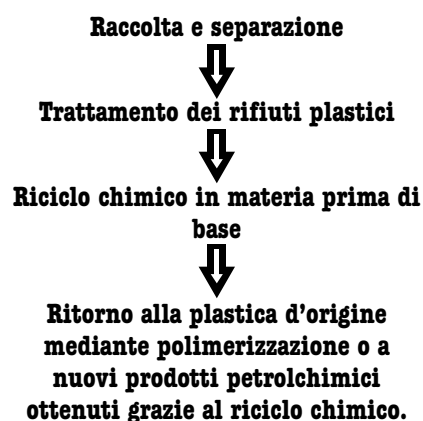 Raccolta e separazione
Trattamento dei rifiuti plastici
Riciclo chimico in materia prima di
base
Ritorno alla plastica d’origine
mediante polimerizzazione o a
nuovi prodotti petrolchimici
ottenuti grazie al riciclo chimico.